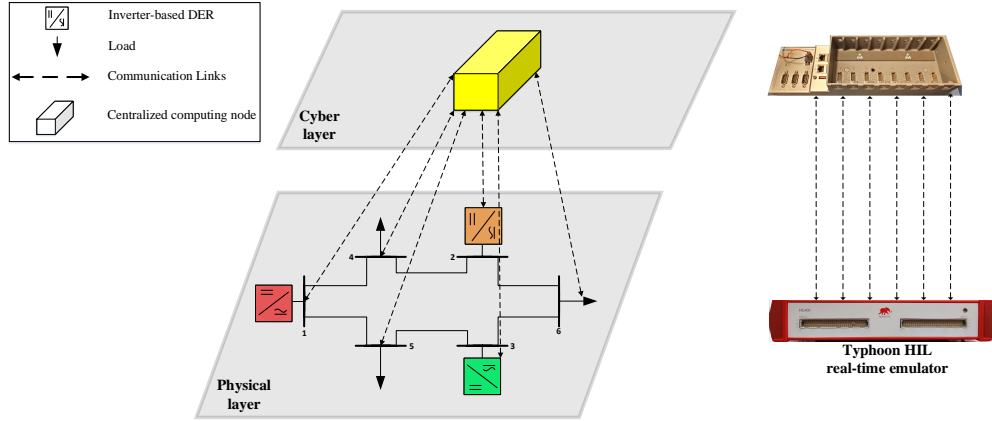 Inverter-based DER
Load
Communication Links
Centralized computing node
Cyber
layer
4
2
1
6
5
3
Physical
layer
Typhoon HIL
real-time emulator